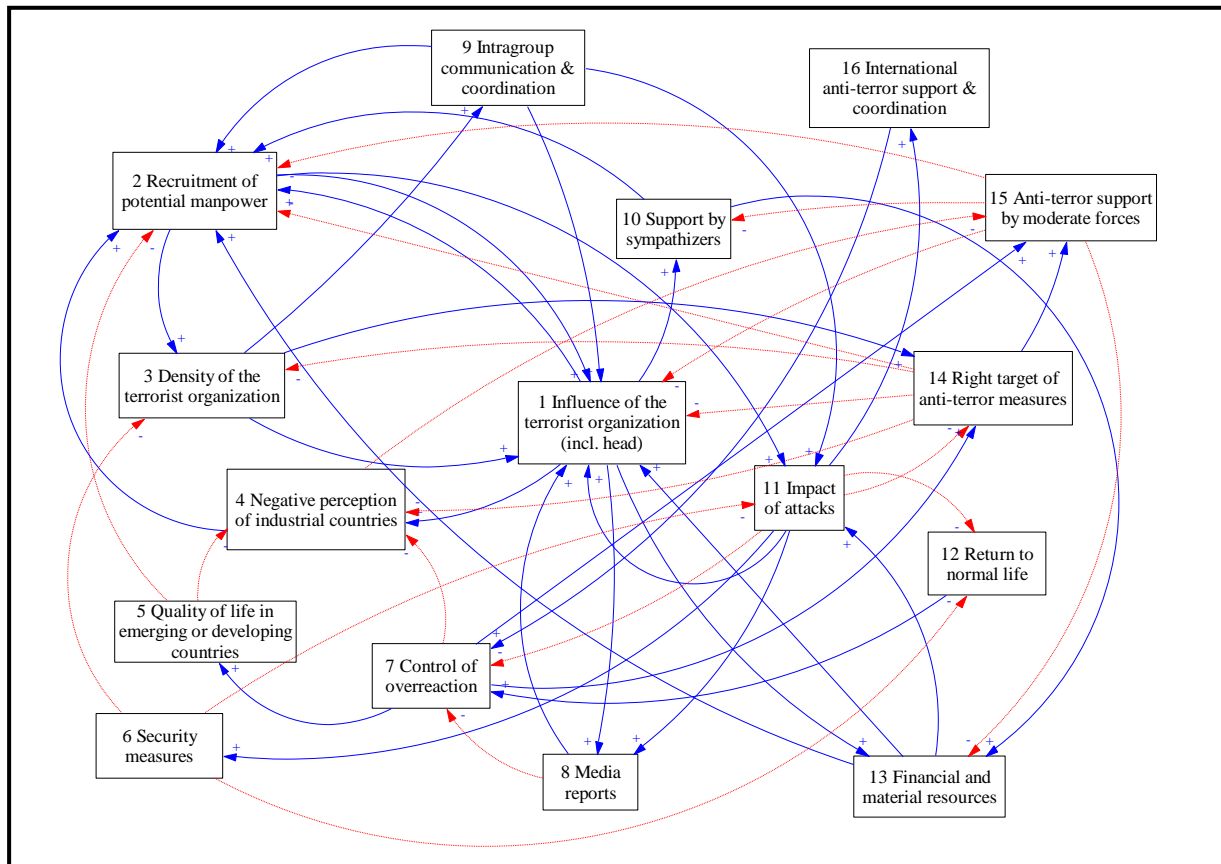 9 Intragroup
communication &
coordination
16 International
anti-terror support &
coordination
2 Recruitment of
potential manpower
10 Support by
sympathizers
15 Anti-terror support
by moderate forces
3 Density of the
terrorist organization
1 Influence of the
terrorist organization
(incl. head)
14 Right target of
anti-terror measures
4 Negative perception
of industrial countries
11 Impact
of attacks
12 Return to
normal life
5 Quality of life in
emerging or developing
countries
7 Control of
overreaction
6 Security
measures
8 Media
reports
13 Financial and
material resources